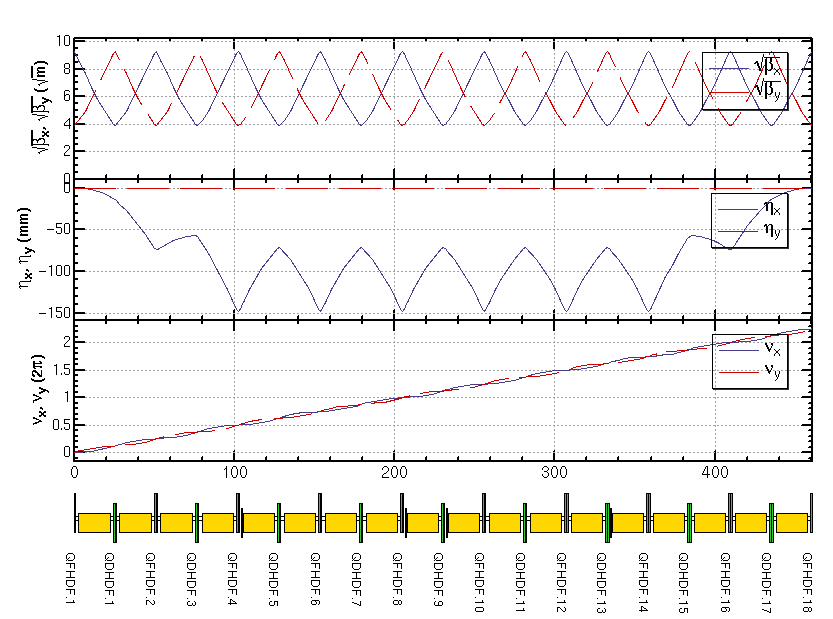 √βx, √βy (√m)
10
8
6
4
2
0
√βx
√βy
ηx, ηy (mm)
0
−50
−100
−150
ηx
ηy
νx, νy (2π)
2
1.5
1
0.5
0
νx
νy
0 100 200 300 400
QFHDF.1 QDHDF.1 QFHDF.2 QDHDF.3 QFHDF.4 QDHDF.5 QFHDF.6 QDHDF.7 QFHDF.8 QDHDF.9 QFHDF.10 QDHDF.11 QFHDF.12 QDHDF.13 QFHDF.14 QDHDF.15 QFHDF.16 QDHDF.17 QFHDF.18